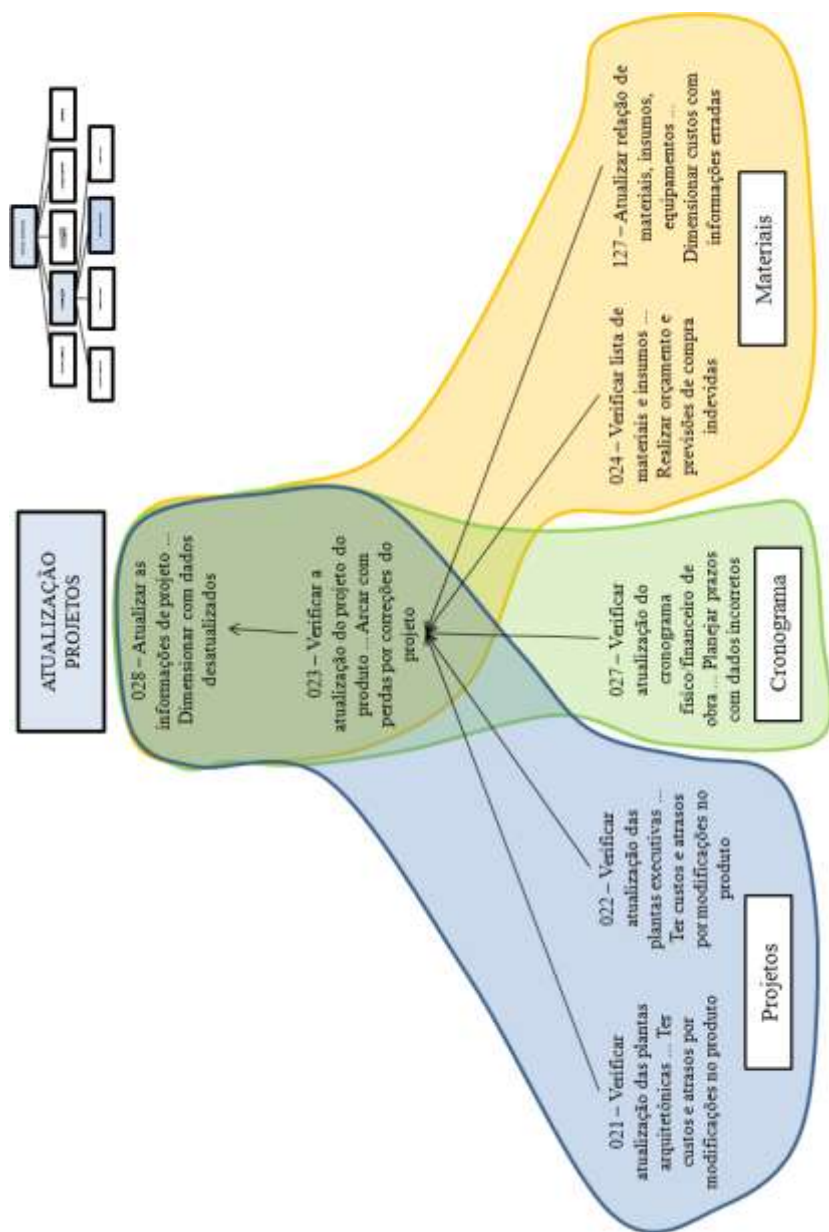 ATUALIZAÇÃO
PROJETOS
028 – Atualizar as
informações de projeto ...
Dimensionar com dados
desatualizados
023 – Verificar a
atualização do projeto do
produto ... Arcar com
perdas por correções do
projeto
021 – Verificar
atualização das plantas
arquitetônicas ... Ter
custos e atrasos por
modificações no produto
022 – Verificar
atualização das
plantas executivas ...
Ter custos e atrasos
por modificações no
produto
027 – Verificar
atualização do
cronograma
físico-financeiro de
obra ... Planejar prazos
com dados incorretos
024 – Verificar lista de
materiais e insumos ...
Realizar orçamento e
previsões de compra
indevidas
127 – Atualizar relação de
materiais, insumos,
equipamentos ...
Dimensionar custos com
informações erradas
Projetos
Cronograma
Materiais